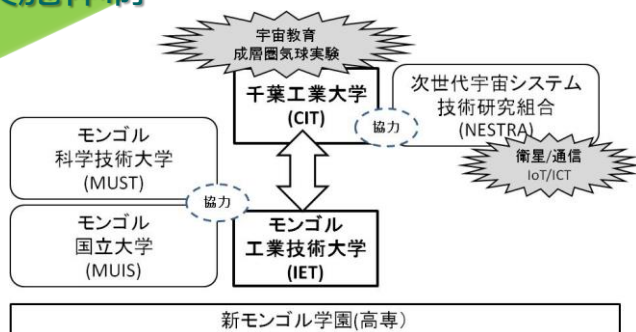 実施体制
宇宙教育
成層圏気球実験
千葉工業大学
(CIT)
協力
次世代宇宙システム
技術研究組合
(NESTRA)
衛星/通信
IoT/ICT
モンゴル
科学技術大学
(MUST)
協力
モンゴル
国立大学
(MUIS)
モンゴル
工業技術大学
(IET)
新モンゴル学園(高専)